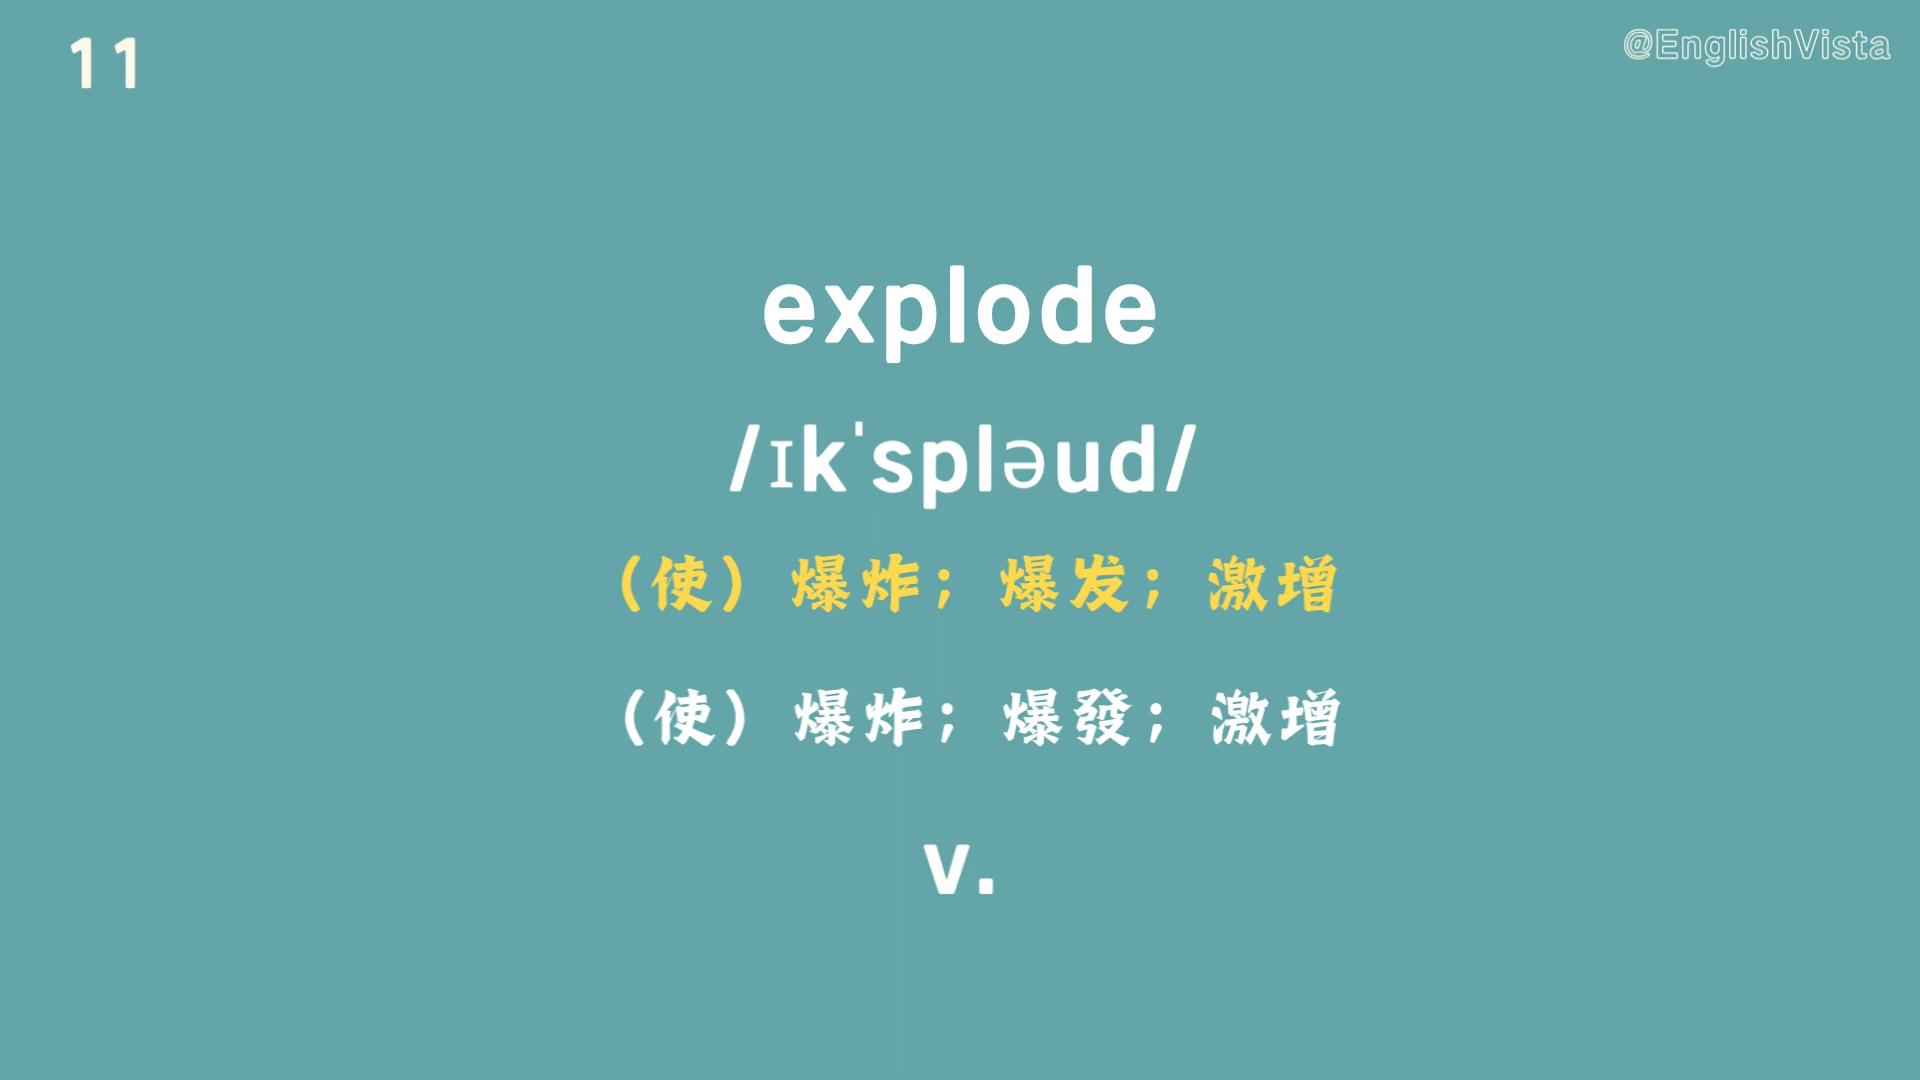 11
@EnglishVista
explode
/ɪkˈspləud/
（使）爆炸；爆发；激增
（使）爆炸；爆發；激增
v.